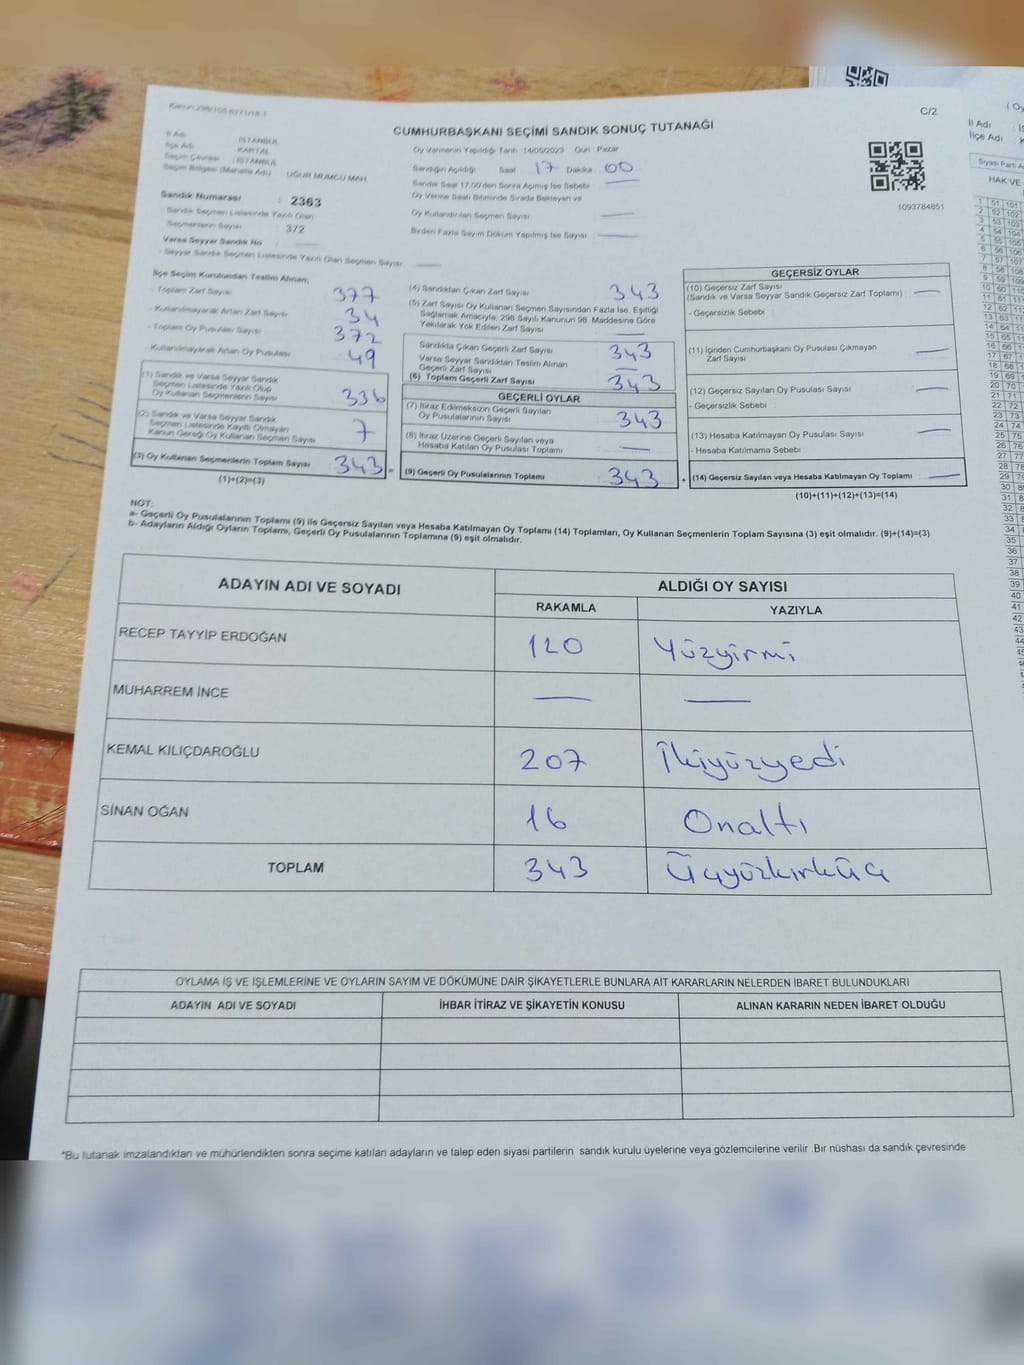 Kanun:298/105-6271/18-1
C/2
CUMHURBAŞKANI SEÇİMİ SANDIK SONUÇ TUTANAĞI
İl Adı : İSTANBUL
İlçe Adı : KARTAL
Seçim Çevresi : İSTANBUL
Seçim Bölgesi (Mahalle Adı) UĞUR MUMCU MAH.
Sandık Numarası : 2363
Sandık Seçmen Listesinde Yazılı Olan
Seçmenlerin Sayısı : 372
Varsa Seyyar Sandık No
Seyyar Sandık Seçmen Listesinde Yazılı Olan Seçmen Sayısı:
Oy Vermenin Yapıldığı Tarih :14/05/2023 Gün : Pazar
Sandığın Açıldığı Saat 17 Dakika 00
Sandık Saat 17:00'den Sonra Açılmış İse Sebebi
Oy Verme Saati Bitiminde Sırada Bekleyen ve
Oy Kullandırılan Seçmen Sayısı
Birden Fazla Sayım Döküm Yapılmış İse Sayısı
1093784651
İlçe Seçim Kurulundan Teslim Alınan;
- Toplam Zarf Sayısı 377
- Kullanılmayarak Artan Zarf Sayısı 34
- Toplam Oy Pusulası Sayısı 372
- Kullanılmayarak Artan Oy Pusulası 49
(1) Sandık ve Varsa Seyyar Sandık
Seçmen Listesinde Yazılı Olup
Oy Kullanan Seçmenlerin Sayısı 336
(2) Sandık ve Varsa Seyyar Sandık
Seçmen Listesinde Kayıtlı Olmayan
Kanun Gereği Oy Kullanan Seçmen Sayısı 7
(3) Oy Kullanan Seçmenlerin Toplam Sayısı 343 =
(1)+(2)=(3)
(4) Sandıktan Çıkan Zarf Sayısı 343
(5) Zarf Sayısı Oy Kullanan Seçmen Sayısından Fazla İse, Eşitliği
Sağlamak Amacıyla, 298 Sayılı Kanunun 98. Maddesine Göre
Yakılarak Yok Edilen Zarf Sayısı
Sandıkta Çıkan Geçerli Zarf Sayısı 343
Varsa Seyyar Sandıktan Teslim Alınan
Geçerli Zarf Sayısı
(6) Toplam Geçerli Zarf Sayısı 343
GEÇERLİ OYLAR
(7) İtiraz Edilmeksizin Geçerli Sayılan
Oy Pusulalarının Sayısı 343
(8) İtiraz Üzerine Geçerli Sayılan veya
Hesaba Katılan Oy Pusulası Toplamı
(9) Geçerli Oy Pusulalarının Toplamı 343 +
GEÇERSİZ OYLAR
(10) Geçersiz Zarf Sayısı
(Sandık ve Varsa Seyyar Sandık Geçersiz Zarf Toplamı)
- Geçersizlik Sebebi
(11) İçinden Cumhurbaşkanı Oy Pusulası Çıkmayan
Zarf Sayısı
(12) Geçersiz Sayılan Oy Pusulası Sayısı
- Geçersizlik Sebebi
(13) Hesaba Katılmayan Oy Pusulası Sayısı
- Hesaba Katılmama Sebebi
(14) Geçersiz Sayılan veya Hesaba Katılmayan Oy Toplamı
(10)+(11)+(12)+(13)=(14)
NOT:
a- Geçerli Oy Pusulalarının Toplamı (9) ile Geçersiz Sayılan veya Hesaba Katılmayan Oy Toplamı (14) Toplamları, Oy Kullanan Seçmenlerin Toplam Sayısına (3) eşit olmalıdır. (9)+(14)=(3)
b- Adayların Aldığı Oyların Toplamı, Geçerli Oy Pusulalarının Toplamına (9) eşit olmalıdır.
ADAYIN ADI VE SOYADI ALDIĞI OY SAYISI
RAKAMLA YAZIYLA
RECEP TAYYİP ERDOĞAN 120 Yüzyirmi
MUHARREM İNCE
KEMAL KILIÇDAROĞLU 207 İkiyüzyedi
SİNAN OĞAN 16 Onaltı
TOPLAM 343 Üçyüzkırküç
OYLAMA İŞ VE İŞLEMLERİNE VE OYLARIN SAYIM VE DÖKÜMÜNE DAİR ŞİKAYETLERLE BUNLARA AİT KARARLARIN NELERDEN İBARET BULUNDUKLARI
ADAYIN ADI VE SOYADI İHBAR İTİRAZ VE ŞİKAYETİN KONUSU ALINAN KARARIN NEDEN İBARET OLDUĞU
*Bu tutanak imzalandıktan ve mühürlendikten sonra seçime katılan adayların ve talep eden siyasi partilerin sandık kurulu üyelerine veya gözlemcilerine verilir .Bir nüshası da sandık çevresinde
İl Adı
İlçe Adı
HAK VE